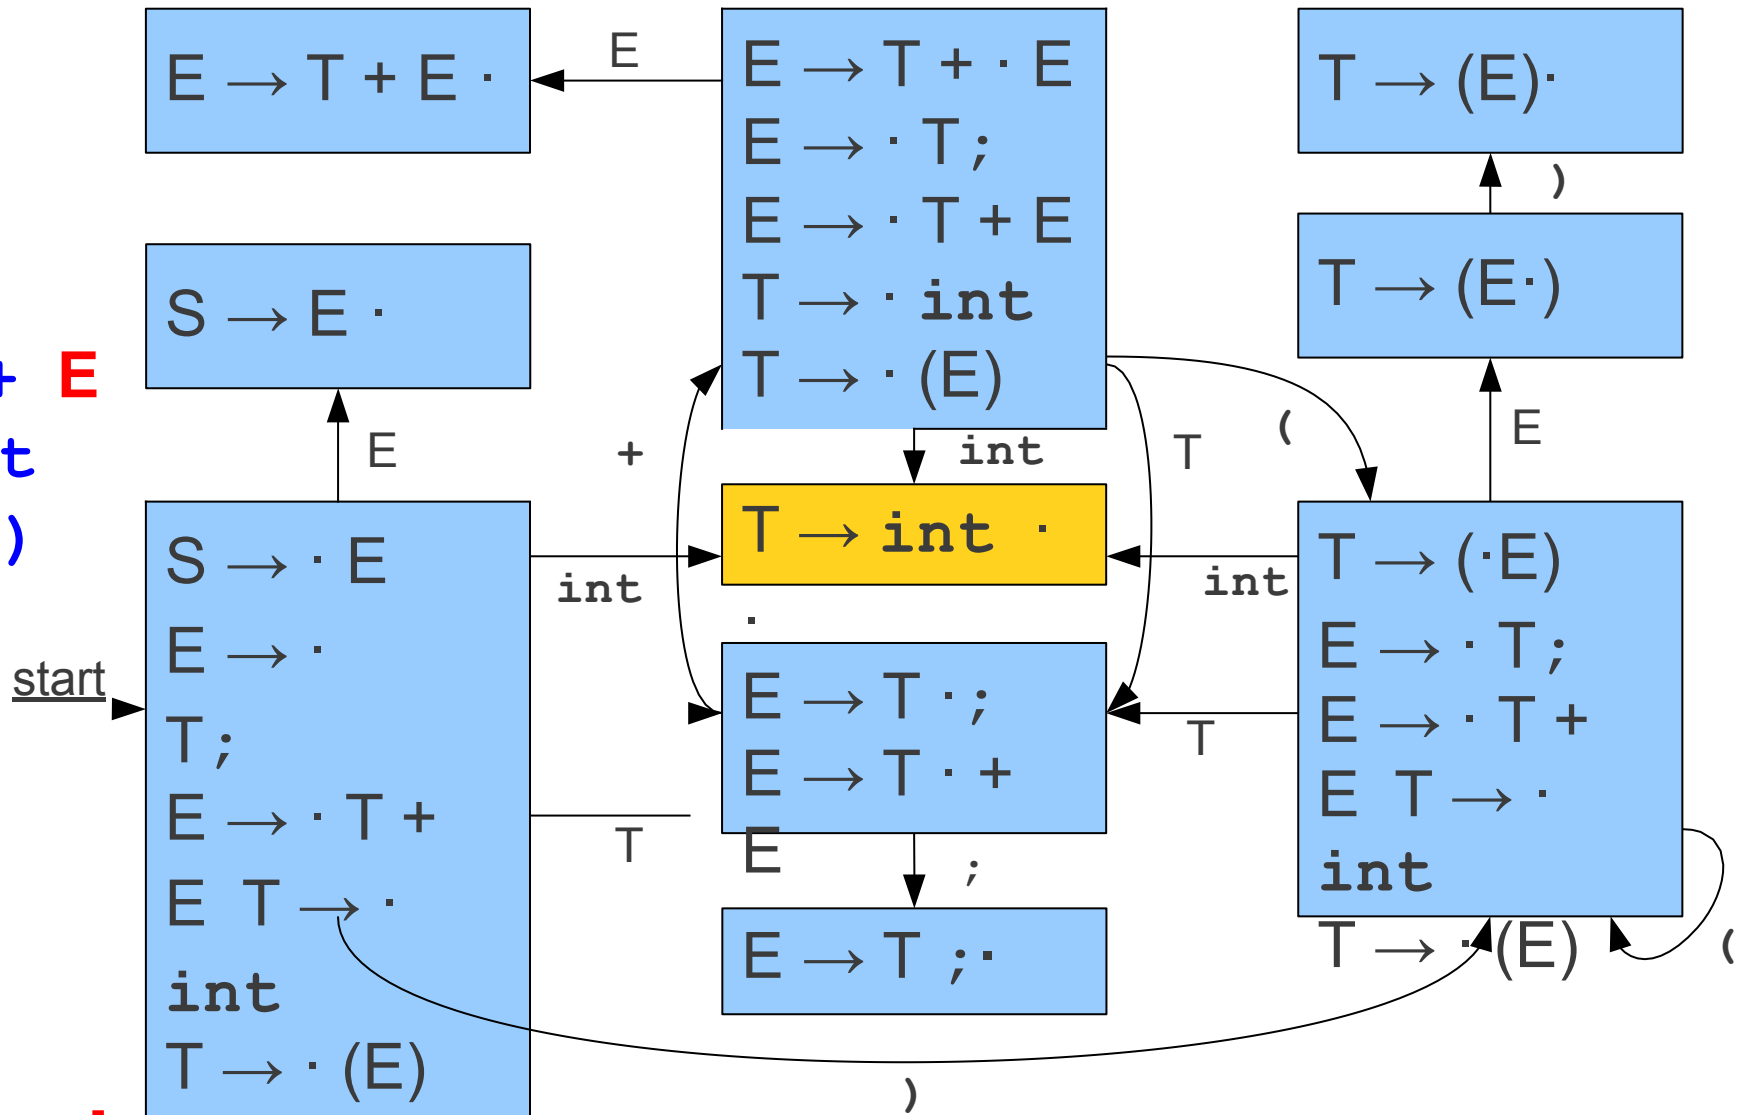 E → T + E ·
E
E → T + · E
E → · T ;
E → · T + E
T → · int
T → · (E)
T → (E)·
)
T → (E·)
S → E ·
+ E
t
)
E
+
int
T
(
E
T → int ·
·
int
int
S → · E
E → ·
T ;
E → · T +
E T → ·
int
T → · (E)
start
T
E → T · ;
E → T · +
E
;
E → T ; ·
T
T → (·E)
E → · T ;
E → · T +
E T → ·
int
T → · (E)
(
)